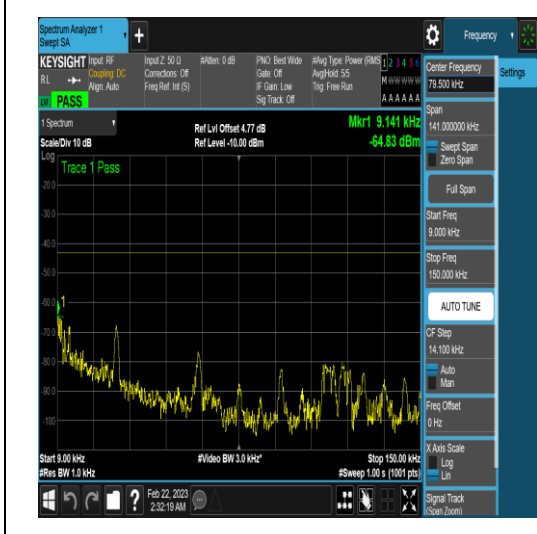 Spectrum Analyzer 1
Swept SA
+
Frequency
KEYSIGHT
RL
Input: RF
Coupling: DC
Align: Auto
Input Z: 50 Ω
Corrections: Off
Freq Ref: Int (S)
#Atten: 0 dB
PNO: Best Wide
Gate: Off
IF Gain: Low
Sig Track: Off
#Avg Type: Power (RMS
Avg|Hold: 5/5
Trig: Free Run
1 2 3 4 5 6
M W W W W W
A A A A A A
PASS
1 Spectrum
Scale/Div 10 dB
Ref Lvl Offset 4.77 dB
Ref Level -10.00 dBm
Mkr1 9.141 kHz
-64.83 dBm
Log
Trace 1 Pass
-20.0
-30.0
-40.0
-50.0
-60.0
-70.0
-80.0
-90.0
-100
1
Start 9.00 kHz
#Res BW 1.0 kHz
#Video BW 3.0 kHz*
Stop 150.00 kHz
#Sweep 1.00 s (1001 pts)
Feb 22, 2023
2:32:19 AM
Center Frequency
79.500 kHz
Settings
Span
141.000000 kHz
Swept Span
Zero Span
Full Span
Start Freq
9.000 kHz
Stop Freq
150.000 kHz
AUTO TUNE
CF Step
14.100 kHz
Auto
Man
Freq Offset
0 Hz
X Axis Scale
Log
Lin
Signal Track
(Span Zoom)